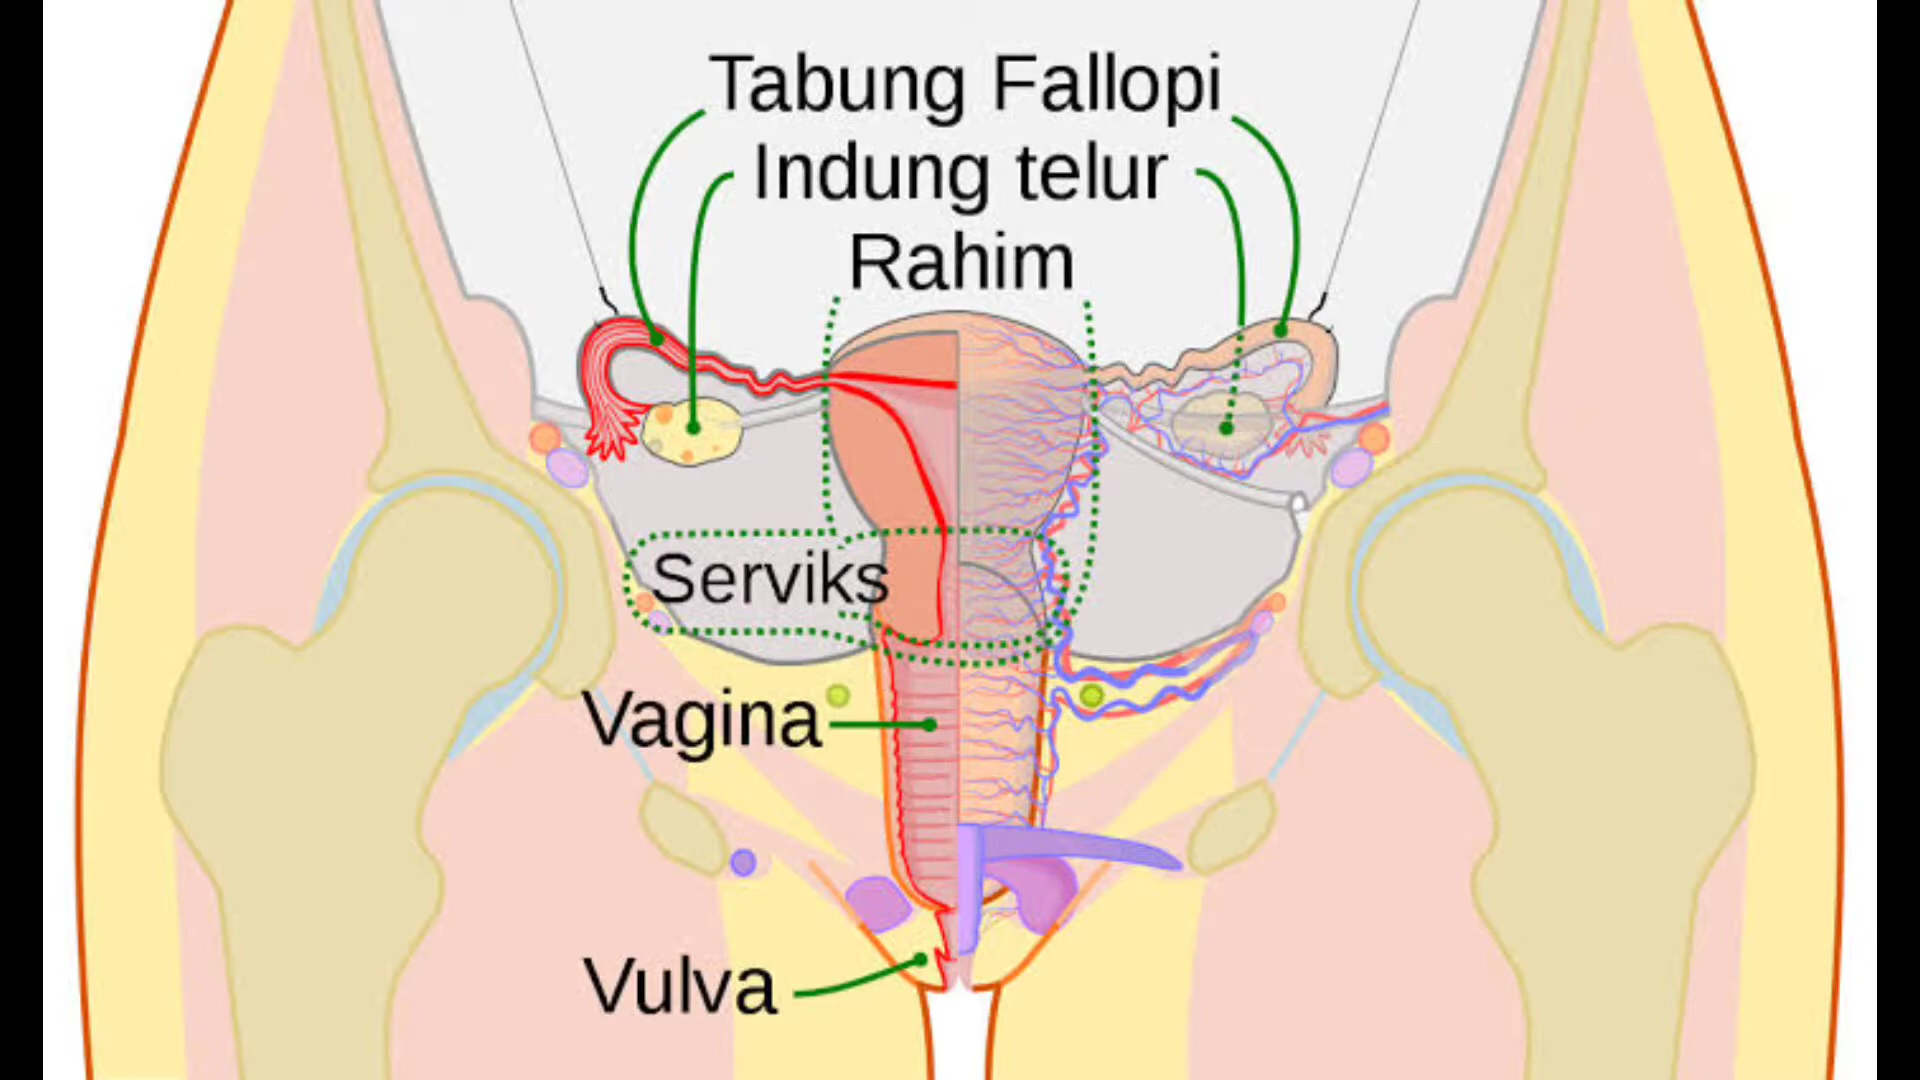 Tabung Fallopi
Indung telur
Rahim
Serviks
Vagina
Vulva